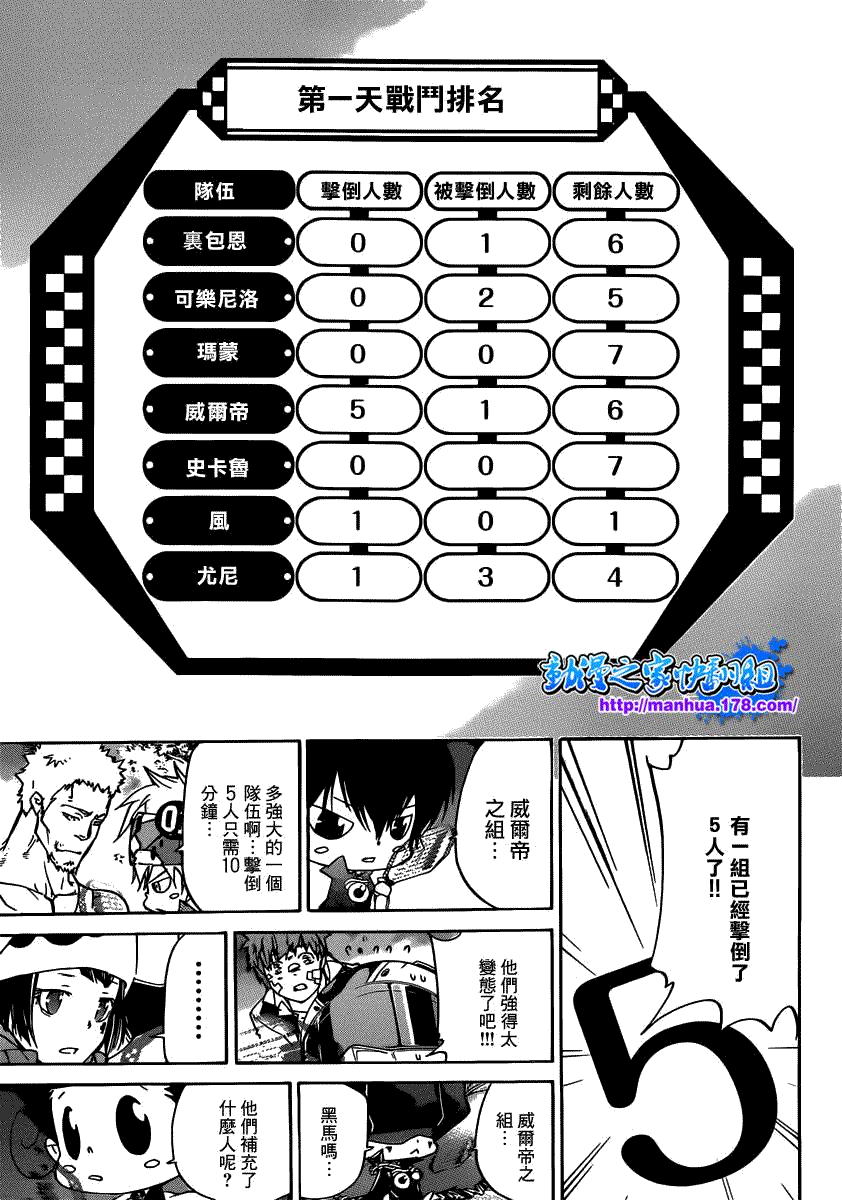 第一天戰鬥排名
隊伍 擊倒人數 被擊倒人數 剩餘人數
裏包恩 0 1 6
可樂尼洛 0 2 5
瑪蒙 0 0 7
威爾帝 5 1 6
史卡魯 0 0 7
風 1 0 1
尤尼 1 3 4
動漫之家快翻組
http://manhua.178.com/
有一組已經擊倒了
5人了!!
5
威爾帝
之組…
多強大的一個
隊伍啊…擊倒
5人只需10
分鐘…
他們強得太
變態了吧!!!
………
威爾帝之
組…
黑馬嗎…
他們補充了
什麼人呢?
0